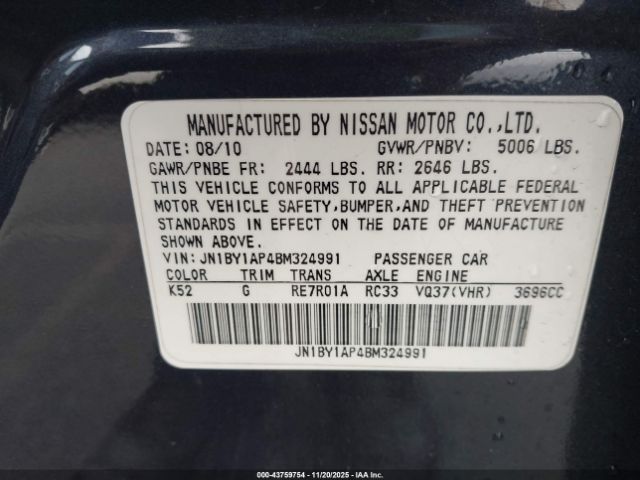 MANUFACTURED BY NISSAN MOTOR CO.,LTD.
DATE: 08/10 GVWR/PNBV: 5006 LBS.
GAWR/PNBE FR: 2444 LBS. RR: 2646 LBS.
THIS VEHICLE CONFORMS TO ALL APPLICABLE FEDERAL
MOTOR VEHICLE SAFETY,BUMPER,AND THEFT PREVENTION
STANDARDS IN EFFECT ON THE DATE OF MANUFACTURE
SHOWN ABOVE.
VIN: JN1BY1AP4BM324991 PASSENGER CAR
COLOR TRIM TRANS AXLE ENGINE
K52 G RE7R01A RC33 VQ37(VHR) 3696CC
JN1BY1AP4BM324991
000-43759754 - 11/20/2025 - IAAI.COM